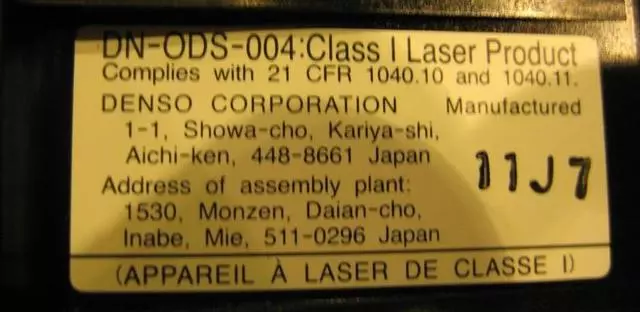 DN-ODS-004:Class I Laser Product
Complies with 21 CFR 1040.10 and 1040.11.
DENSO CORPORATION Manufactured
1-1, Showa-cho, Kariya-shi,
Aichi-ken, 448-8661 Japan
11J7
Address of assembly plant:
1530, Monzen, Daian-cho,
Inabe, Mie, 511-0296 Japan
(APPAREIL À LASER DE CLASSE I)